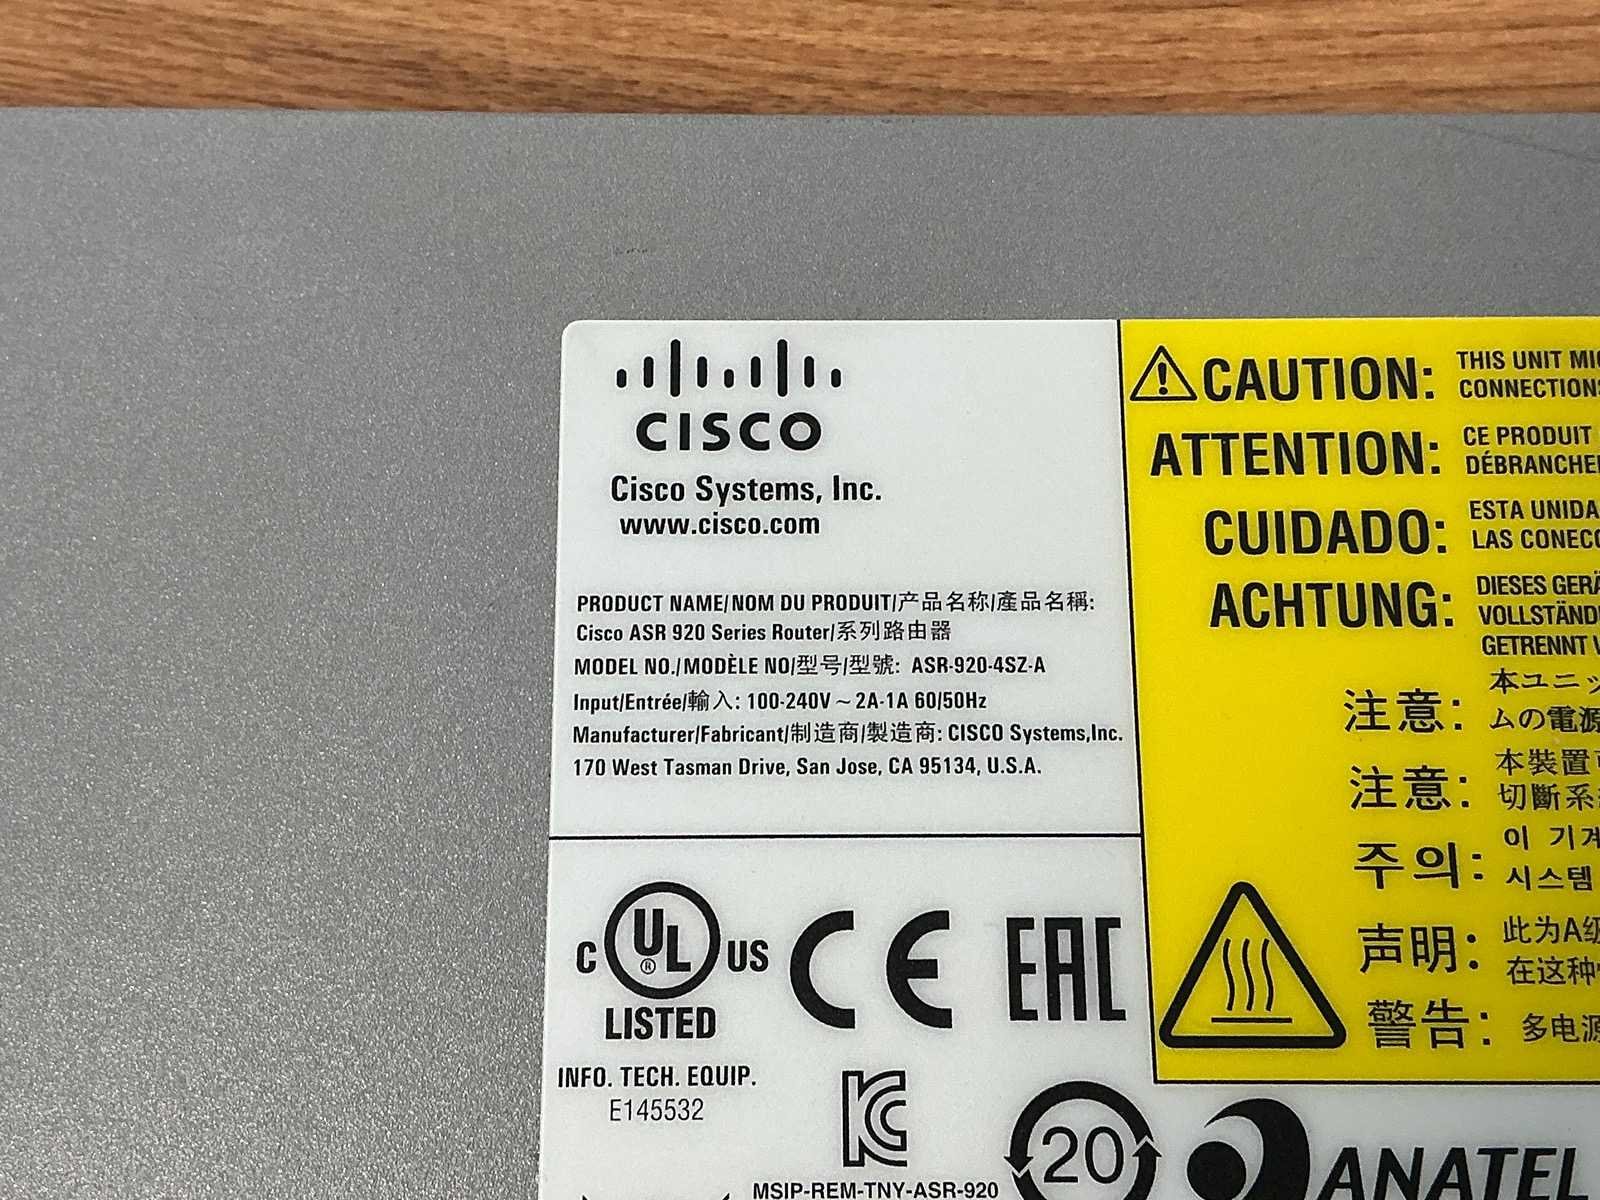 CISCO
Cisco Systems, Inc.
www.cisco.com
PRODUCT NAME/NOM DU PRODUIT/产品名称/產品名稱:
Cisco ASR 920 Series Router/系列路由器
MODEL NO./MODÈLE NO/型号/型號: ASR-920-4SZ-A
Input/Entrée/輸入: 100-240V ~ 2A-1A 60/50Hz
Manufacturer/Fabricant/制造商/製造商: CISCO Systems,Inc.
170 West Tasman Drive, San Jose, CA 95134, U.S.A.
C UL ® US
LISTED
INFO. TECH. EQUIP.
E145532
CE
EAC
KC
MSIP-REM-TNY-ASR-920
20
ANATEL
CAUTION: THIS UNIT
CONNECTIONS
ATTENTION: CE PRODUIT
DÉBRANCHE
CUIDADO: ESTA UNIDA
LAS CONEC
ACHTUNG: DIESES GERÄ
VOLLSTÄND
GETRENNT
注意: 本ユニッ
ムの電源
注意: 本裝置
切斷系
주의: 이 기계
시스템
声明: 此为A级
在这种
警告: 多电源